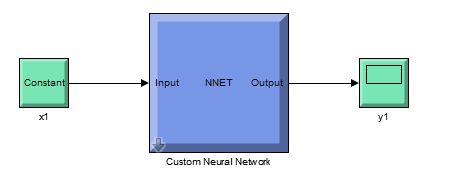 Constant
x1
Input NNET Output
Custom Neural Network
y1